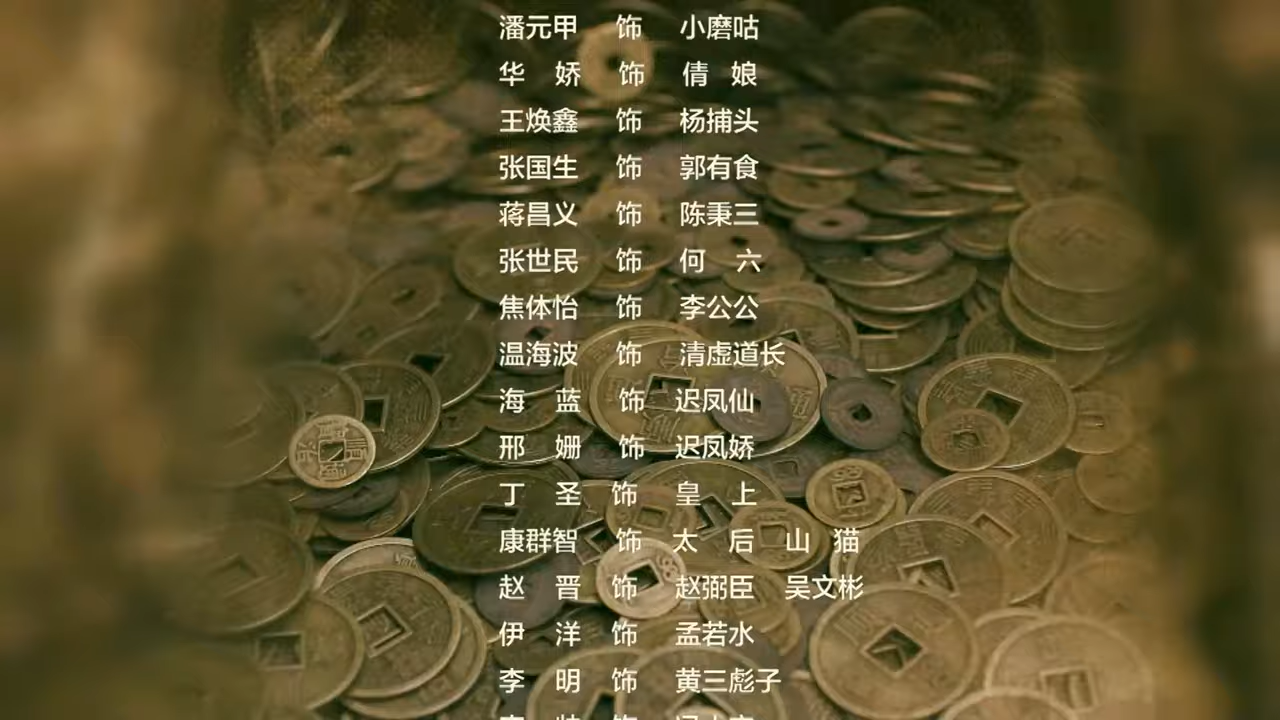 潘元甲 饰 小磨咕
华 娇 饰 倩 娘
王焕鑫 饰 杨捕头
张国生 饰 郭有食
蒋昌义 饰 陈秉三
张世民 饰 何 六
焦体怡 饰 李公公
温海波 饰 清虚道长
海 蓝 饰 迟凤仙
邢 姗 饰 迟凤娇
丁 圣 饰 皇 上
康群智 饰 太 后 山 猫
赵 晋 饰 赵弼臣 吴文彬
伊 洋 饰 孟若水
李 明 饰 黄三彪子